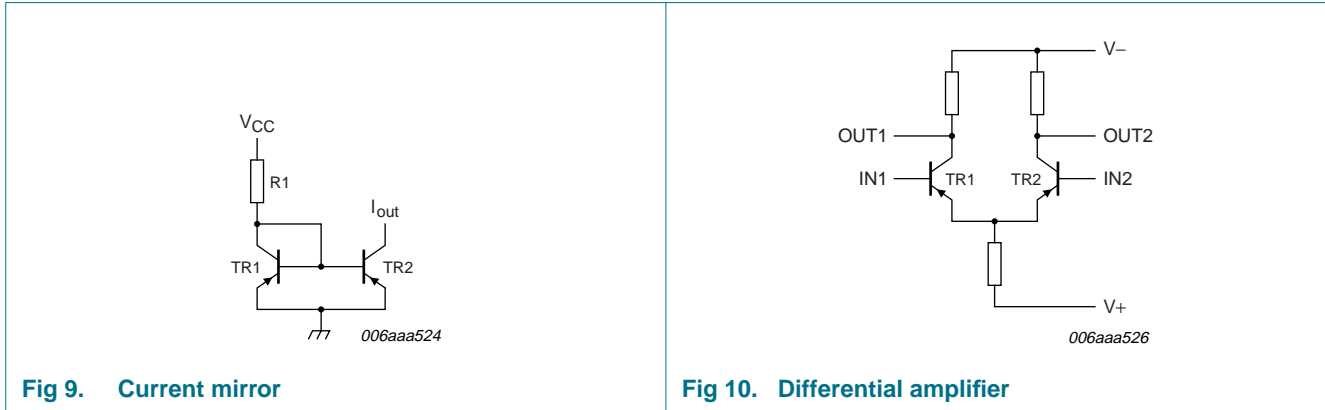 VCC
R1
Iout
TR1
TR2
006aaa524
Fig 9. Current mirror
V−
OUT1
OUT2
IN1
TR1
TR2
IN2
V+
006aaa526
Fig 10. Differential amplifier